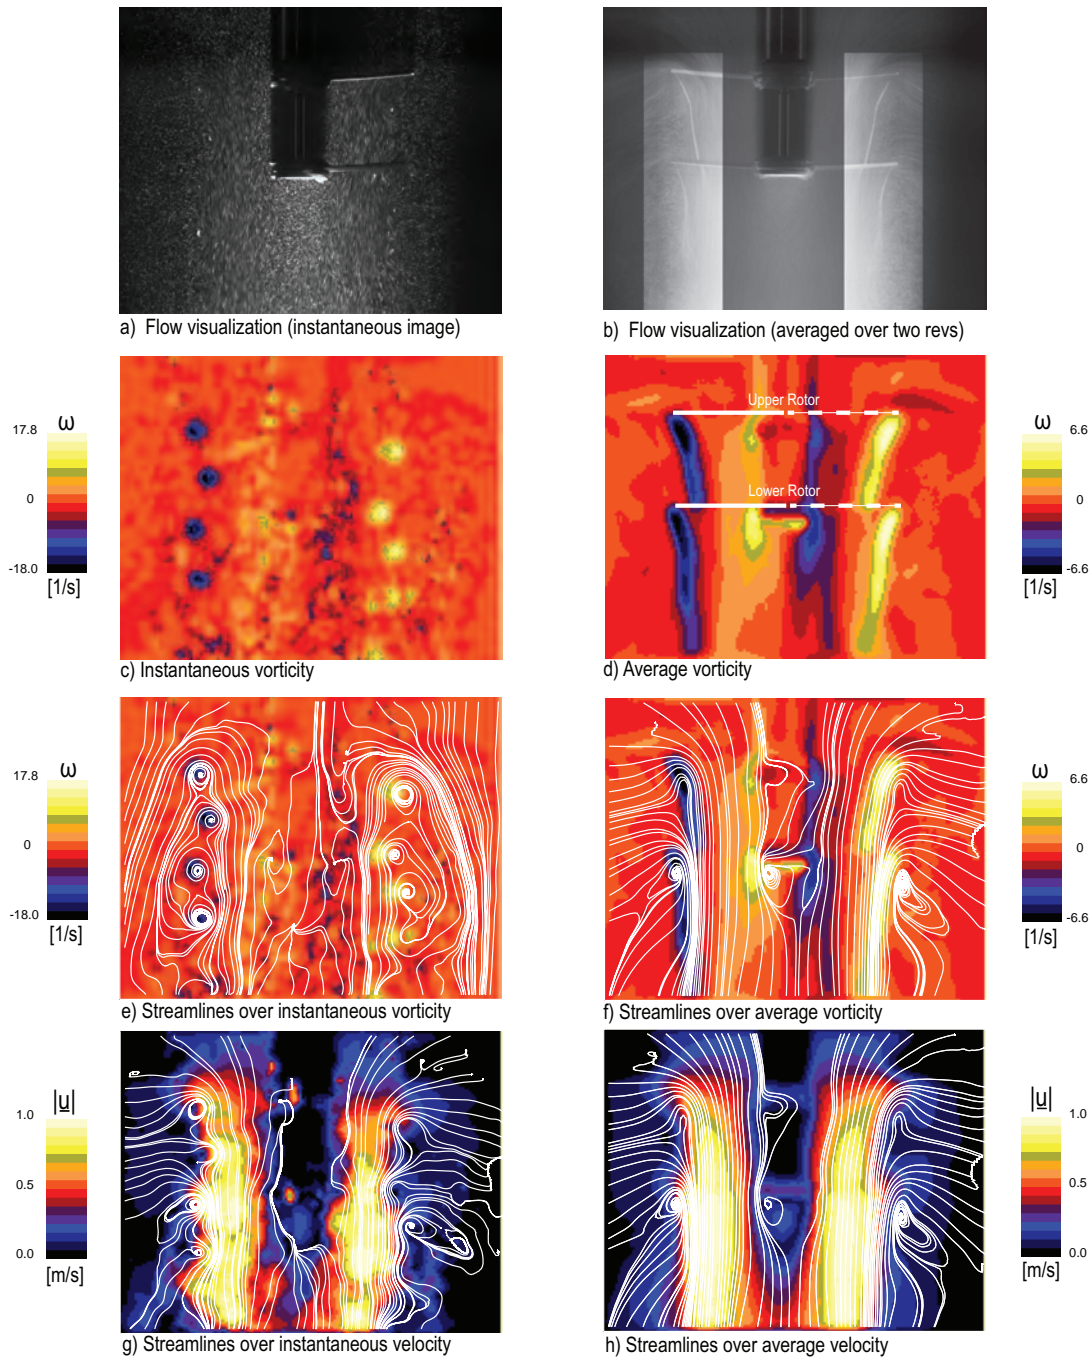 a) Flow visualization (instantaneous image)
b) Flow visualization (averaged over two revs)
ω
17.8
0
-18.0
[1/s]
c) Instantaneous vorticity
Upper Rotor
Lower Rotor
ω
6.6
0
-6.6
[1/s]
d) Average vorticity
ω
17.8
0
-18.0
[1/s]
e) Streamlines over instantaneous vorticity
ω
6.6
0
-6.6
[1/s]
f) Streamlines over average vorticity
|u|
1.0
0.5
0.0
[m/s]
g) Streamlines over instantaneous velocity
|u|
1.0
0.5
0.0
[m/s]
h) Streamlines over average velocity